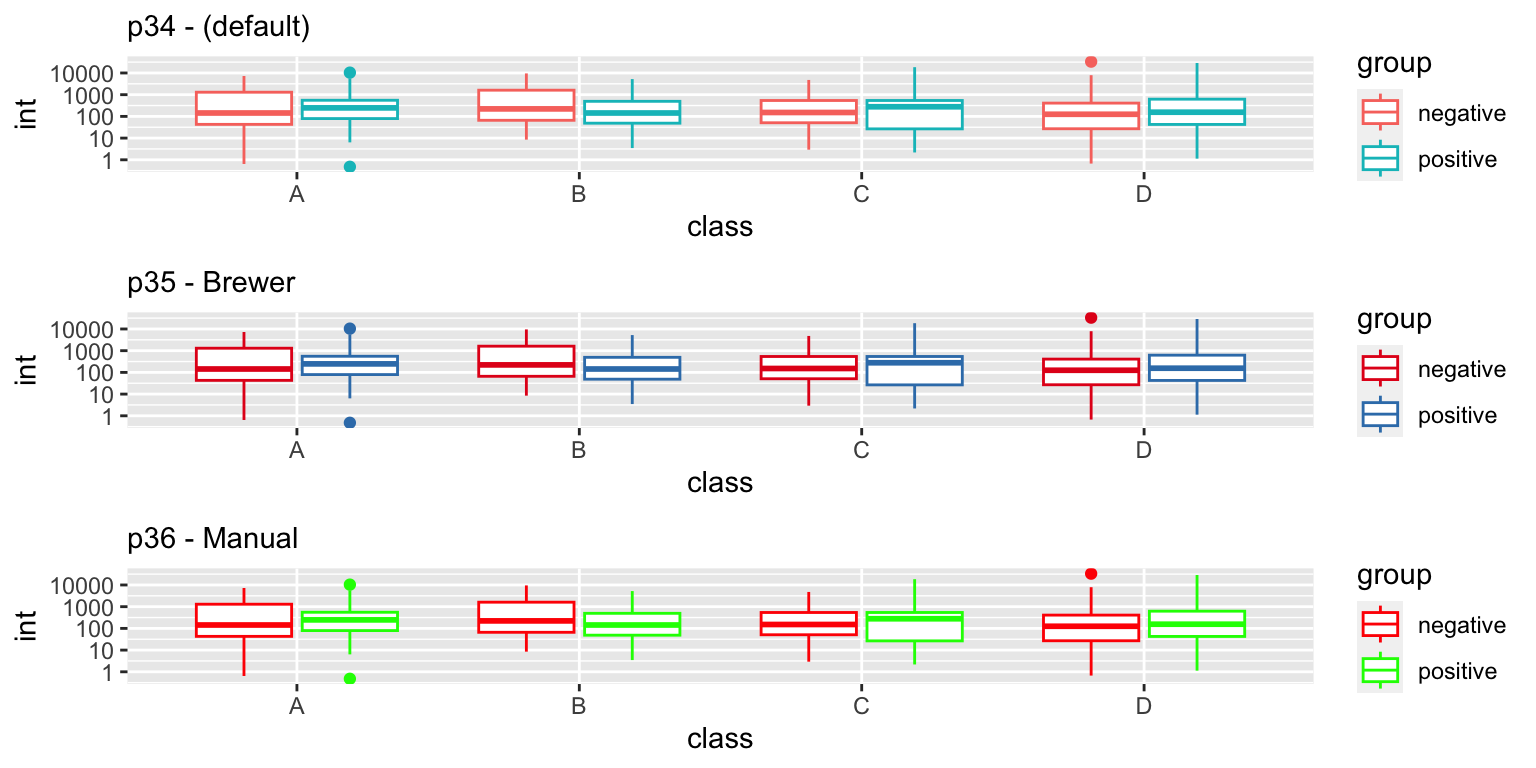 p34 - (default)
int
10000
1000
100
10
1
A B C D
class
group
negative
positive
p35 - Brewer
int
10000
1000
100
10
1
A B C D
class
group
negative
positive
p36 - Manual
int
10000
1000
100
10
1
A B C D
class
group
negative
positive